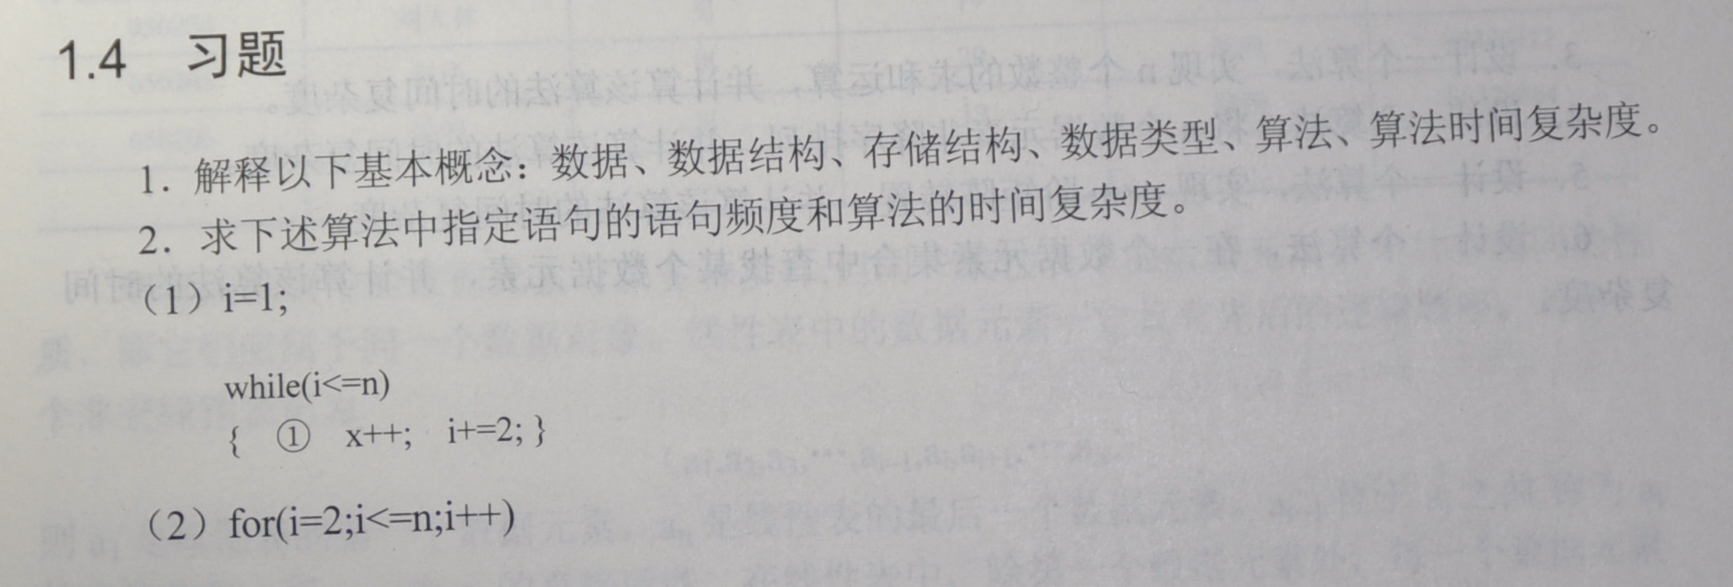 1.4 习题
1. 解释以下基本概念：数据、数据结构、存储结构、数据类型、算法、算法时间复杂度。
2. 求下述算法中指定语句的语句频度和算法的时间复杂度。
（1）i=1;
while(i<=n)
{ ① x++; i+=2; }
（2）for(i=2;i<=n;i++)